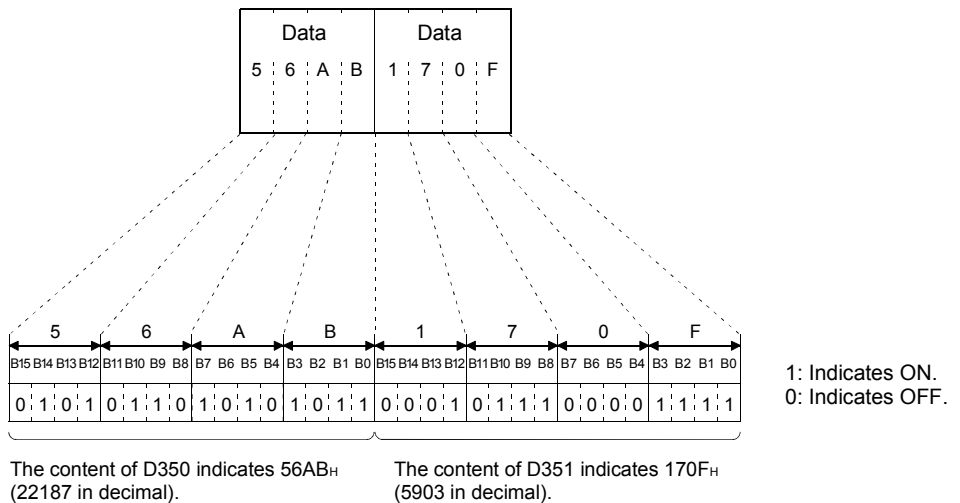 Data Data
5 6 A B 1 7 0 F
5 6 A B 1 7 0 F
B15 B14 B13 B12 B11 B10 B9 B8 B7 B6 B5 B4 B3 B2 B1 B0 B15 B14 B13 B12 B11 B10 B9 B8 B7 B6 B5 B4 B3 B2 B1 B0
0 1 0 1 0 1 1 0 1 0 1 0 1 0 1 1 0 0 0 1 0 1 1 1 0 0 0 0 1 1 1 1
1: Indicates ON.
0: Indicates OFF.
The content of D350 indicates 56ABH
(22187 in decimal).
The content of D351 indicates 170FH
(5903 in decimal).